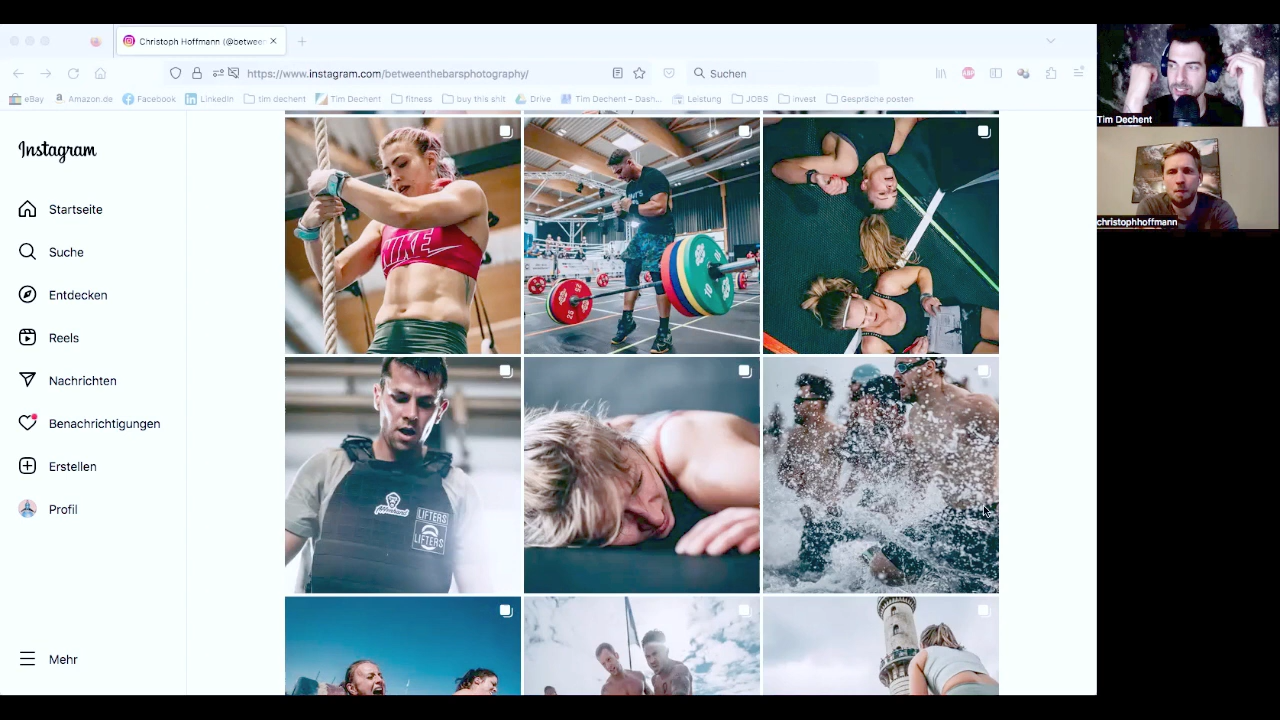 Christoph Hoffmann (@betwee
https://www.instagram.com/betweenthebarsphotography/
Suchen
eBay
Amazon.de
Facebook
LinkedIn
tim dechent
Tim Dechent
fitness
buy this shit
Drive
Tim Dechent – Dash...
Leistung
JOBS
invest
Gespräche posten
Tim Dechent
christophhoffmann
Instagram
Startseite
Suche
Entdecken
Reels
Nachrichten
Benachrichtigungen
Erstellen
Profil
Mehr
NIKE
25
10
LIFTERS
LIFTERS